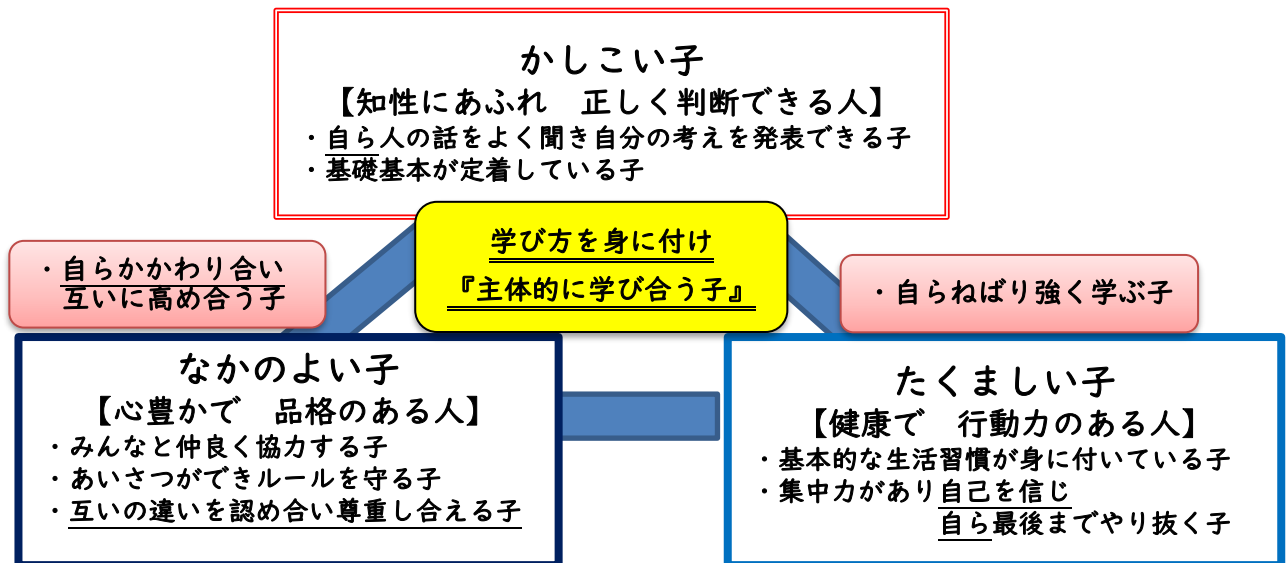 かしこい子
【知性にあふれ　正しく判断できる人】
・自ら人の話をよく聞き自分の考えを発表できる子
・基礎基本が定着している子
学び方を身に付け
『主体的に学び合う子』
・自らかかわり合い
互いに高め合う子
・自らねばり強く学ぶ子
なかのよい子
【心豊かで　品格のある人】
・みんなと仲良く協力する子
・あいさつができルールを守る子
・互いの違いを認め合い尊重し合える子
たくましい子
【健康で　行動力のある人】
・基本的な生活習慣が身に付いている子
・集中力があり自己を信じ
自ら最後までやり抜く子